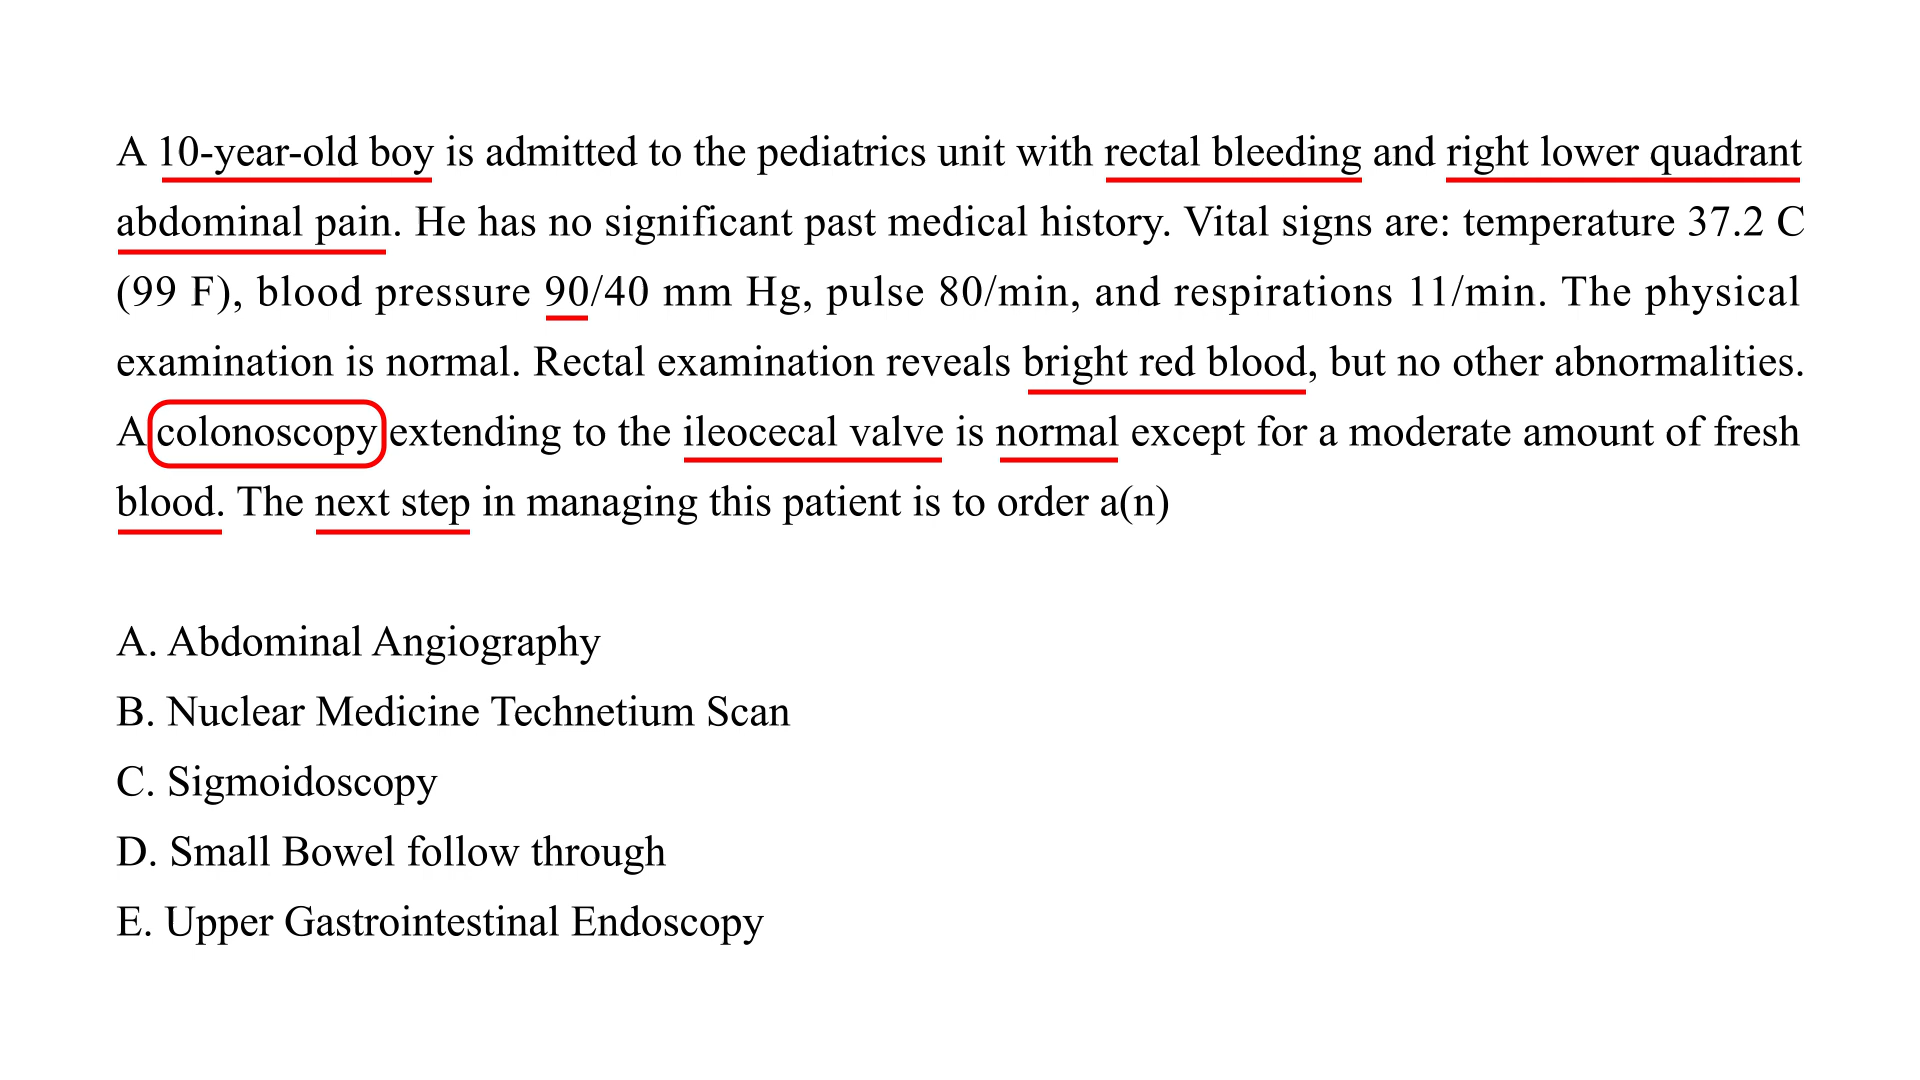 A 10-year-old boy is admitted to the pediatrics unit with rectal bleeding and right lower quadrant
abdominal pain. He has no significant past medical history. Vital signs are: temperature 37.2 C
(99 F), blood pressure 90/40 mm Hg, pulse 80/min, and respirations 11/min. The physical
examination is normal. Rectal examination reveals bright red blood, but no other abnormalities.
A colonoscopy extending to the ileocecal valve is normal except for a moderate amount of fresh
blood. The next step in managing this patient is to order a(n)
A. Abdominal Angiography
B. Nuclear Medicine Technetium Scan
C. Sigmoidoscopy
D. Small Bowel follow through
E. Upper Gastrointestinal Endoscopy